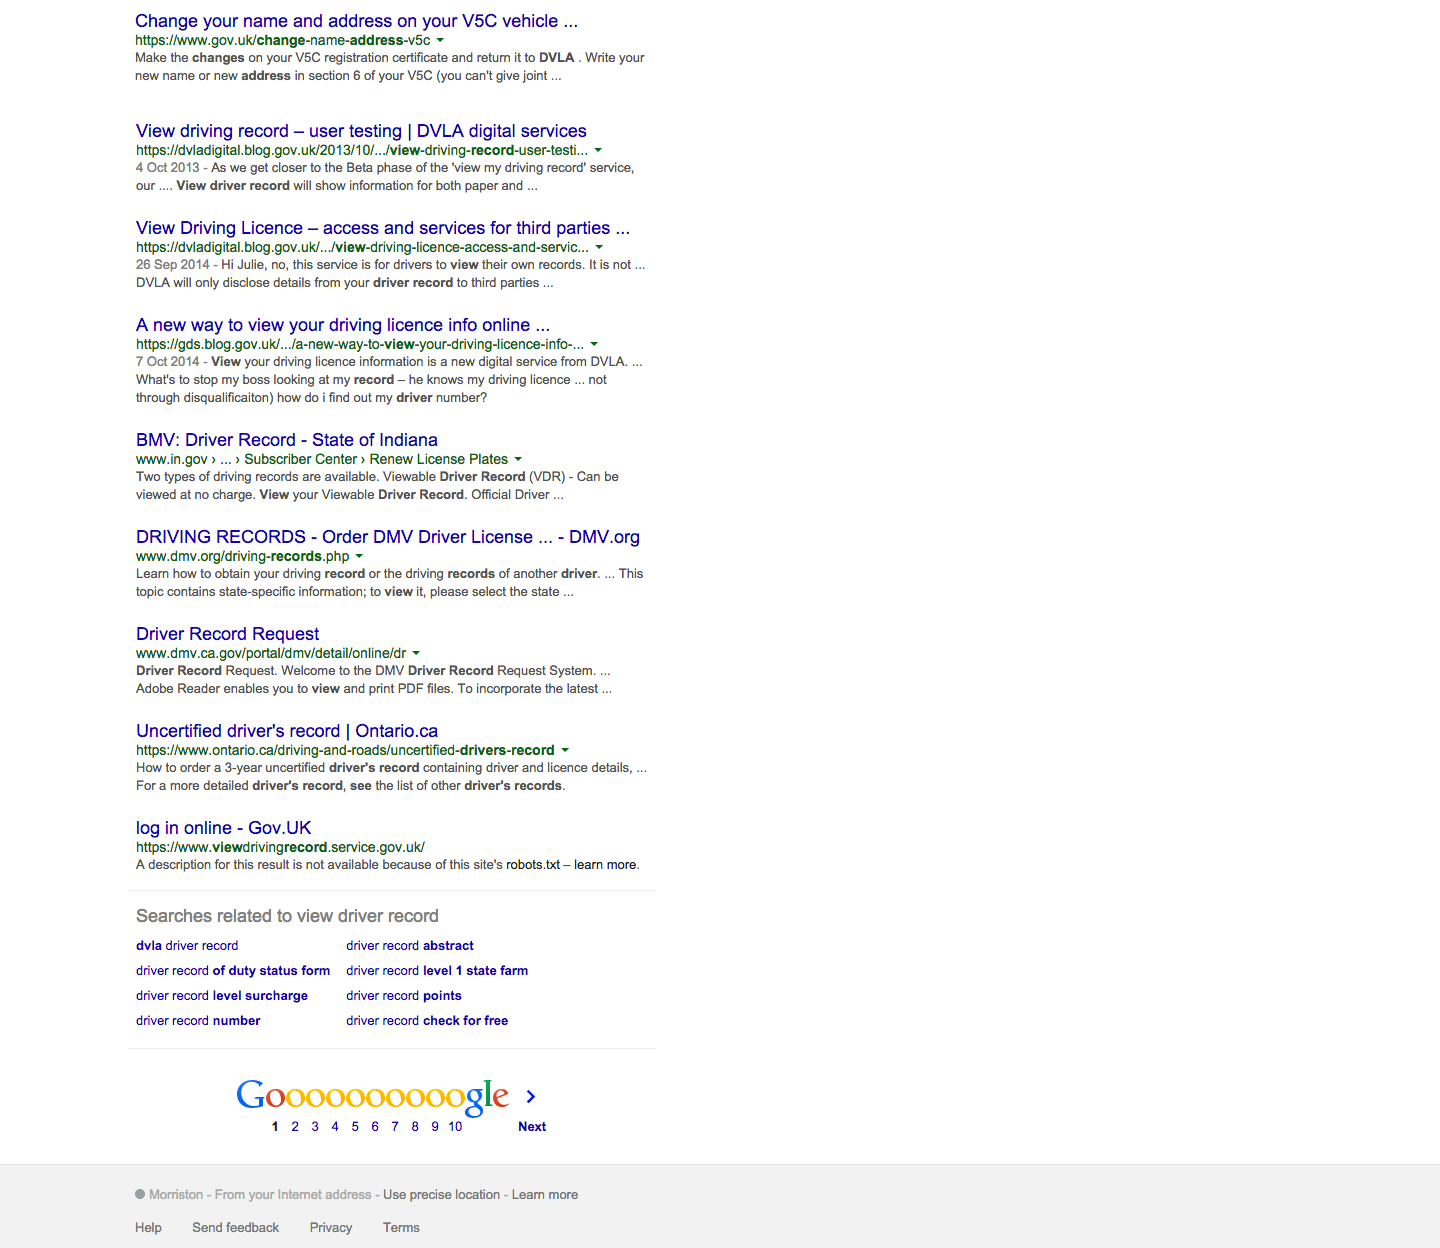 Change your name and address on your V5C vehicle ...
https://www.gov.uk/change-name-address-v5c
Make the changes on your V5C registration certificate and return it to DVLA . Write your
new name or new address in section 6 of your V5C (you can't give joint ...
View driving record – user testing | DVLA digital services
https://dvladigital.blog.gov.uk/2013/10/.../view-driving-record-user-testi...
4 Oct 2013 - As we get closer to the Beta phase of the 'view my driving record' service,
our .... View driver record will show information for both paper and ...
View Driving Licence – access and services for third parties ...
https://dvladigital.blog.gov.uk/.../view-driving-licence-access-and-servic...
26 Sep 2014 - Hi Julie, no, this service is for drivers to view their own records. It is not ...
DVLA will only disclose details from your driver record to third parties ...
A new way to view your driving licence info online ...
https://gds.blog.gov.uk/.../a-new-way-to-view-your-driving-licence-info-...
7 Oct 2014 - View your driving licence information is a new digital service from DVLA. ...
What's to stop my boss looking at my record – he knows my driving licence ... not
through disqualificaiton) how do i find out my driver number?
BMV: Driver Record - State of Indiana
www.in.gov › ... › Subscriber Center › Renew License Plates
Two types of driving records are available. Viewable Driver Record (VDR) - Can be
viewed at no charge. View your Viewable Driver Record. Official Driver ...
DRIVING RECORDS - Order DMV Driver License ... - DMV.org
www.dmv.org/driving-records.php
Learn how to obtain your driving record or the driving records of another driver. ... This
topic contains state-specific information; to view it, please select the state ...
Driver Record Request
www.dmv.ca.gov/portal/dmv/detail/online/dr
Driver Record Request. Welcome to the DMV Driver Record Request System. ...
Adobe Reader enables you to view and print PDF files. To incorporate the latest ...
Uncertified driver's record | Ontario.ca
https://www.ontario.ca/driving-and-roads/uncertified-drivers-record
How to order a 3-year uncertified driver's record containing driver and licence details, ...
For a more detailed driver's record, see the list of other driver's records.
log in online - Gov.UK
https://www.viewdrivingrecord.service.gov.uk/
A description for this result is not available because of this site's robots.txt – learn more.
Searches related to view driver record
dvla driver record driver record abstract
driver record of duty status form driver record level 1 state farm
driver record level surcharge driver record points
driver record number driver record check for free
Goooooooooogle
1 2 3 4 5 6 7 8 9 10 Next
Morriston - From your Internet address - Use precise location - Learn more
Help Send feedback Privacy Terms